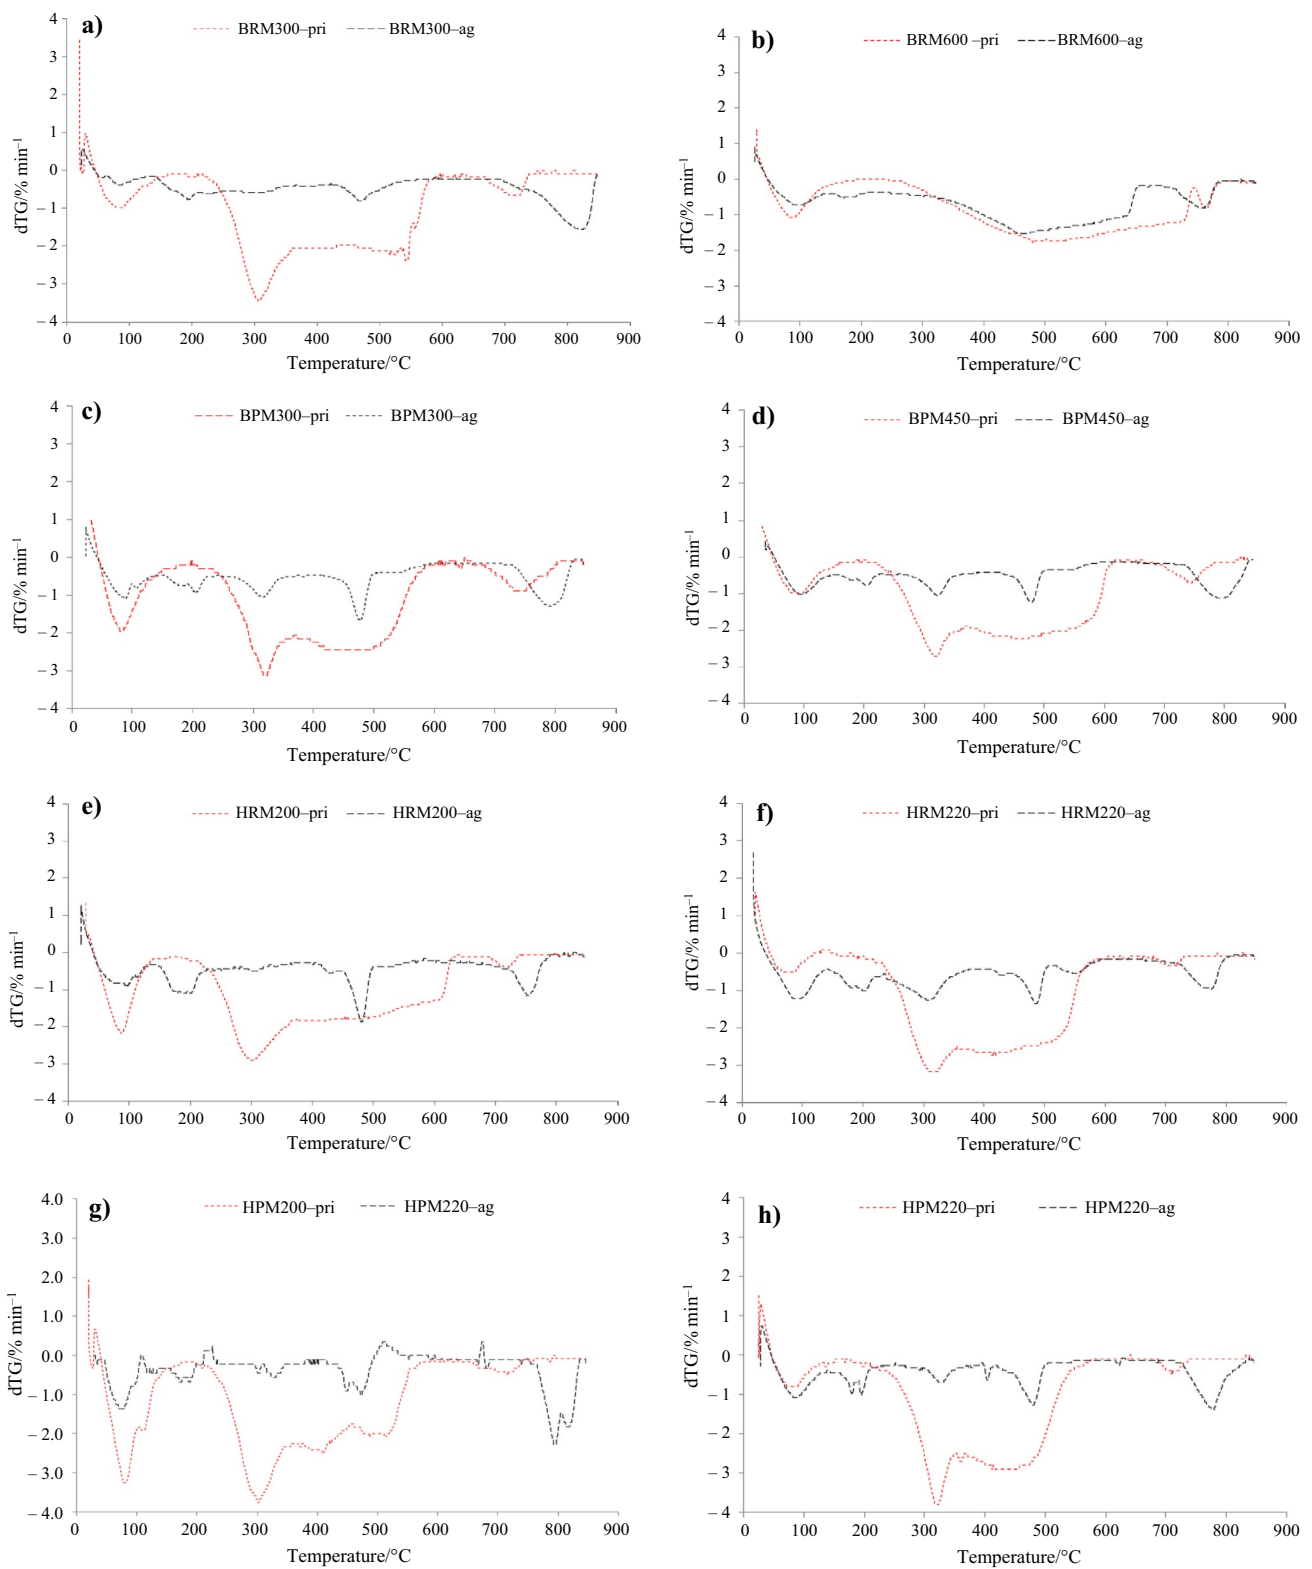 a)
BRM300–pri BRM300–ag
4
3
2
1
0
– 1
– 2
– 3
– 4
dTG/% min–1
0 100 200 300 400 500 600 700 800 900
Temperature/°C
b)
BRM600 –pri BRM600–ag
4
3
2
1
0
– 1
– 2
– 3
– 4
dTG/% min–1
0 100 200 300 400 500 600 700 800 900
Temperature/°C
c)
BPM300–pri BPM300–ag
4
3
2
1
0
– 1
– 2
– 3
– 4
dTG/% min–1
0 100 200 300 400 500 600 700 800 900
Temperature/°C
d)
BPM450–pri BPM450–ag
4
3
2
1
0
– 1
– 2
– 3
– 4
dTG/% min–1
0 100 200 300 400 500 600 700 800 900
Temperature/°C
e)
HRM200–pri HRM200–ag
4
3
2
1
0
– 1
– 2
– 3
– 4
dTG/% min–1
0 100 200 300 400 500 600 700 800 900
Temperature/°C
f)
HRM220–pri HRM220–ag
4
3
2
1
0
– 1
– 2
– 3
– 4
dTG/% min–1
0 100 200 300 400 500 600 700 800 900
Temperature/°C
g)
HPM200–pri HPM220–ag
4.0
3.0
2.0
1.0
0.0
– 1.0
– 2.0
– 3.0
– 4.0
dTG/% min–1
0 100 200 300 400 500 600 700 800 900
Temperature/°C
h)
HPM220–pri HPM220–ag
4
3
2
1
0
– 1
– 2
– 3
– 4
dTG/% min–1
0 100 200 300 400 500 600 700 800 900
Temperature/°C